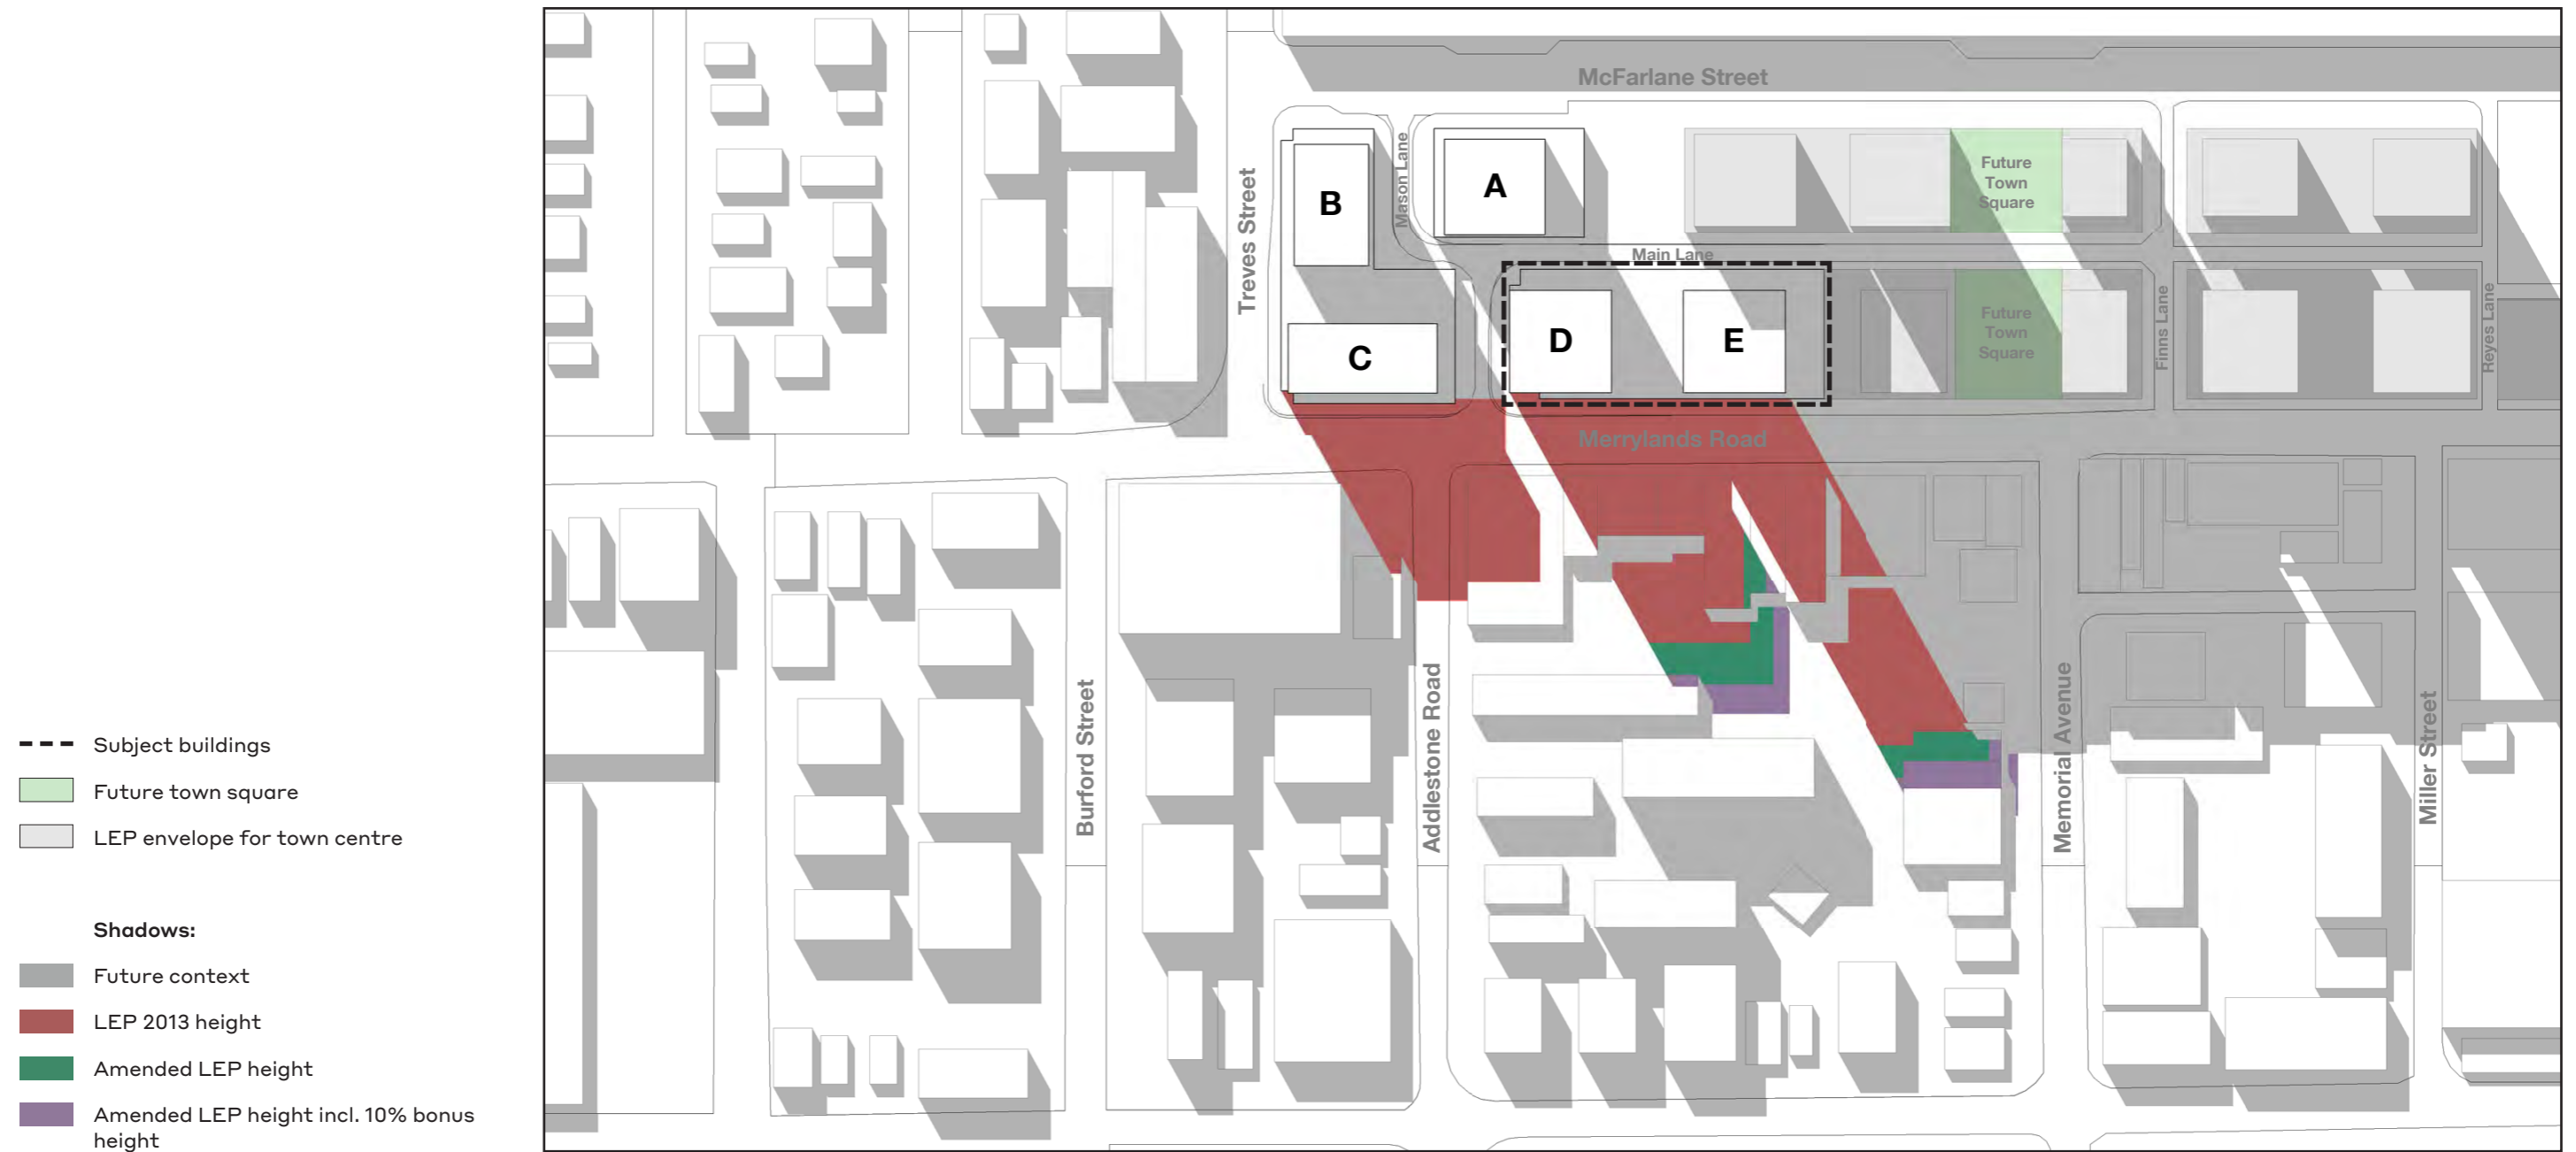 McFarlane Street
Treves Street
Mason Lane
B
A
Future
Town
Square
Main Lane
C
D
E
Future
Town
Square
Finns Lane
Reyes Lane
Merrylands Road
Burford Street
Addlestone Road
Memorial Avenue
Miller Street
Subject buildings
Future town square
LEP envelope for town centre
Shadows:
Future context
LEP 2013 height
Amended LEP height
Amended LEP height incl. 10% bonus
height